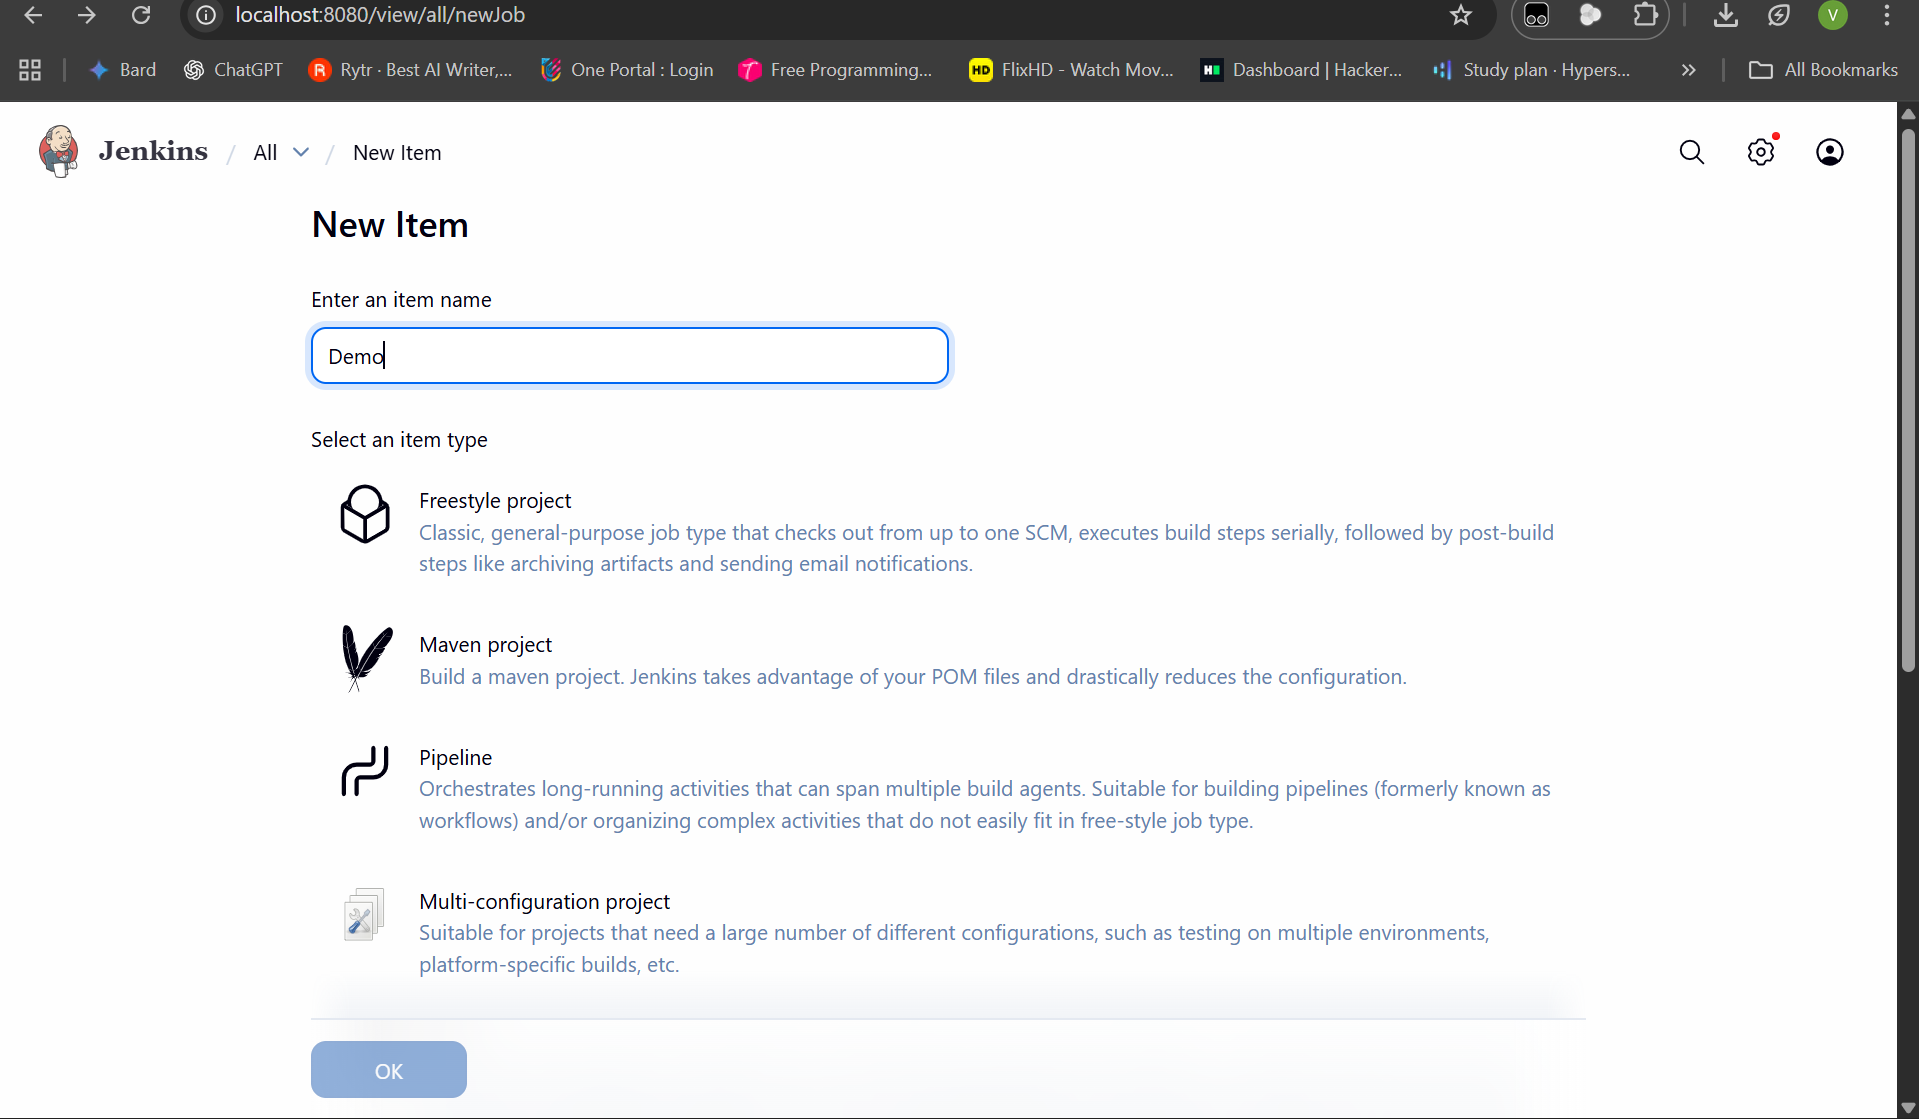 localhost:8080/view/all/newJob
V
Bard
ChatGPT
R
Rytr · Best AI Writer,...
One Portal : Login
T
Free Programming...
HD
FlixHD - Watch Mov...
H
Dashboard | Hacker...
Study plan · Hypers...
»
All Bookmarks
Jenkins / All / New Item
New Item
Enter an item name
Demo
Select an item type
Freestyle project
Classic, general-purpose job type that checks out from up to one SCM, executes build steps serially, followed by post-build
steps like archiving artifacts and sending email notifications.
Maven project
Build a maven project. Jenkins takes advantage of your POM files and drastically reduces the configuration.
Pipeline
Orchestrates long-running activities that can span multiple build agents. Suitable for building pipelines (formerly known as
workflows) and/or organizing complex activities that do not easily fit in free-style job type.
Multi-configuration project
Suitable for projects that need a large number of different configurations, such as testing on multiple environments,
platform-specific builds, etc.
OK